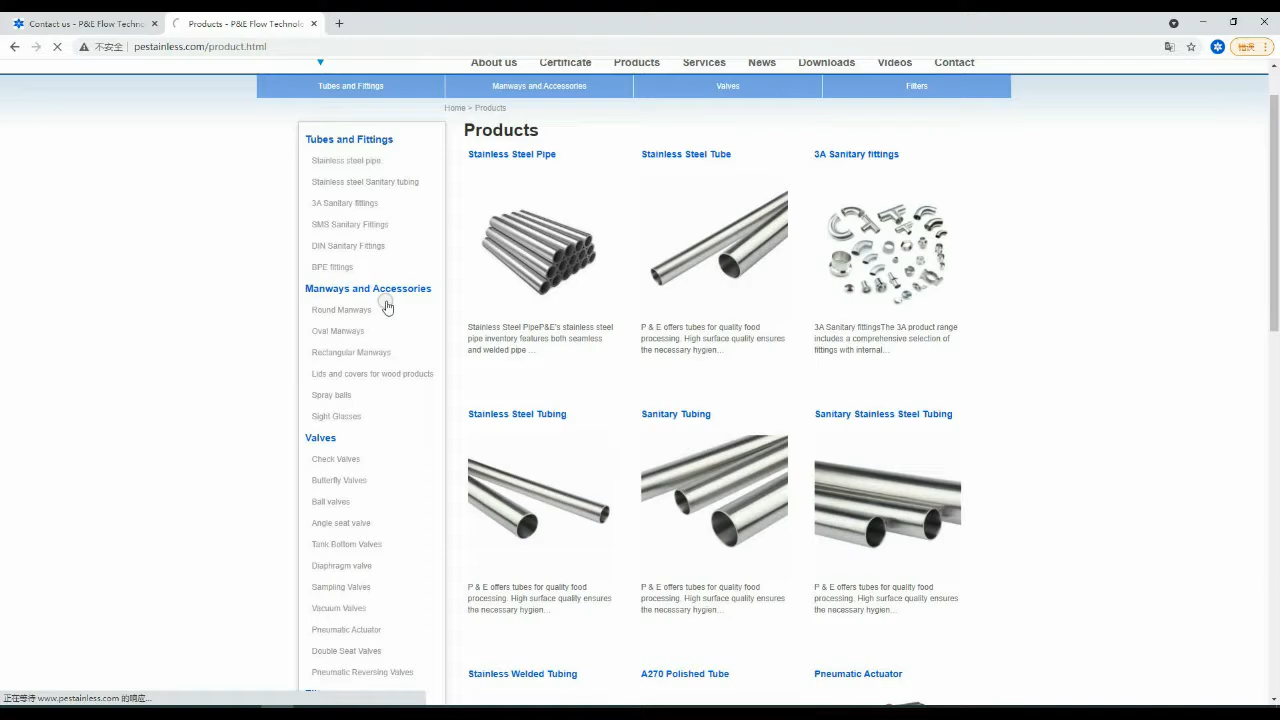 Contact us - P&E Flow Techno
Products - P&E Flow Technolo
不安全
pestainless.com/product.html
About us
Certificate
Products
Services
News
Downloads
Videos
Contact
Tubes and Fittings
Manways and Accessories
Valves
Filters
Home > Products
Tubes and Fittings
Stainless steel pipe
Stainless steel Sanitary tubing
3A Sanitary fittings
SMS Sanitary Fittings
DIN Sanitary Fittings
BPE fittings
Manways and Accessories
Round Manways
Oval Manways
Rectangular Manways
Lids and covers for wood products
Spray balls
Sight Glasses
Valves
Check Valves
Butterfly Valves
Ball valves
Angle seat valve
Tank Bottom Valves
Diaphragm valve
Sampling Valves
Vacuum Valves
Pneumatic Actuator
Double Seat Valves
Pneumatic Reversing Valves
Products
Stainless Steel Pipe
Stainless Steel Tube
3A Sanitary fittings
Stainless Steel PipeP&E's stainless steel
pipe inventory features both seamless
and welded pipe ...
P & E offers tubes for quality food
processing. High surface quality ensures
the necessary hygien...
3A Sanitary fittingsThe 3A product range
includes a comprehensive selection of
fittings with internal...
Stainless Steel Tubing
Sanitary Tubing
Sanitary Stainless Steel Tubing
P & E offers tubes for quality food
processing. High surface quality ensures
the necessary hygien...
P & E offers tubes for quality food
processing. High surface quality ensures
the necessary hygien...
P & E offers tubes for quality food
processing. High surface quality ensures
the necessary hygien...
Stainless Welded Tubing
A270 Polished Tube
Pneumatic Actuator
正在等待 www.pestainless.com 的响应...